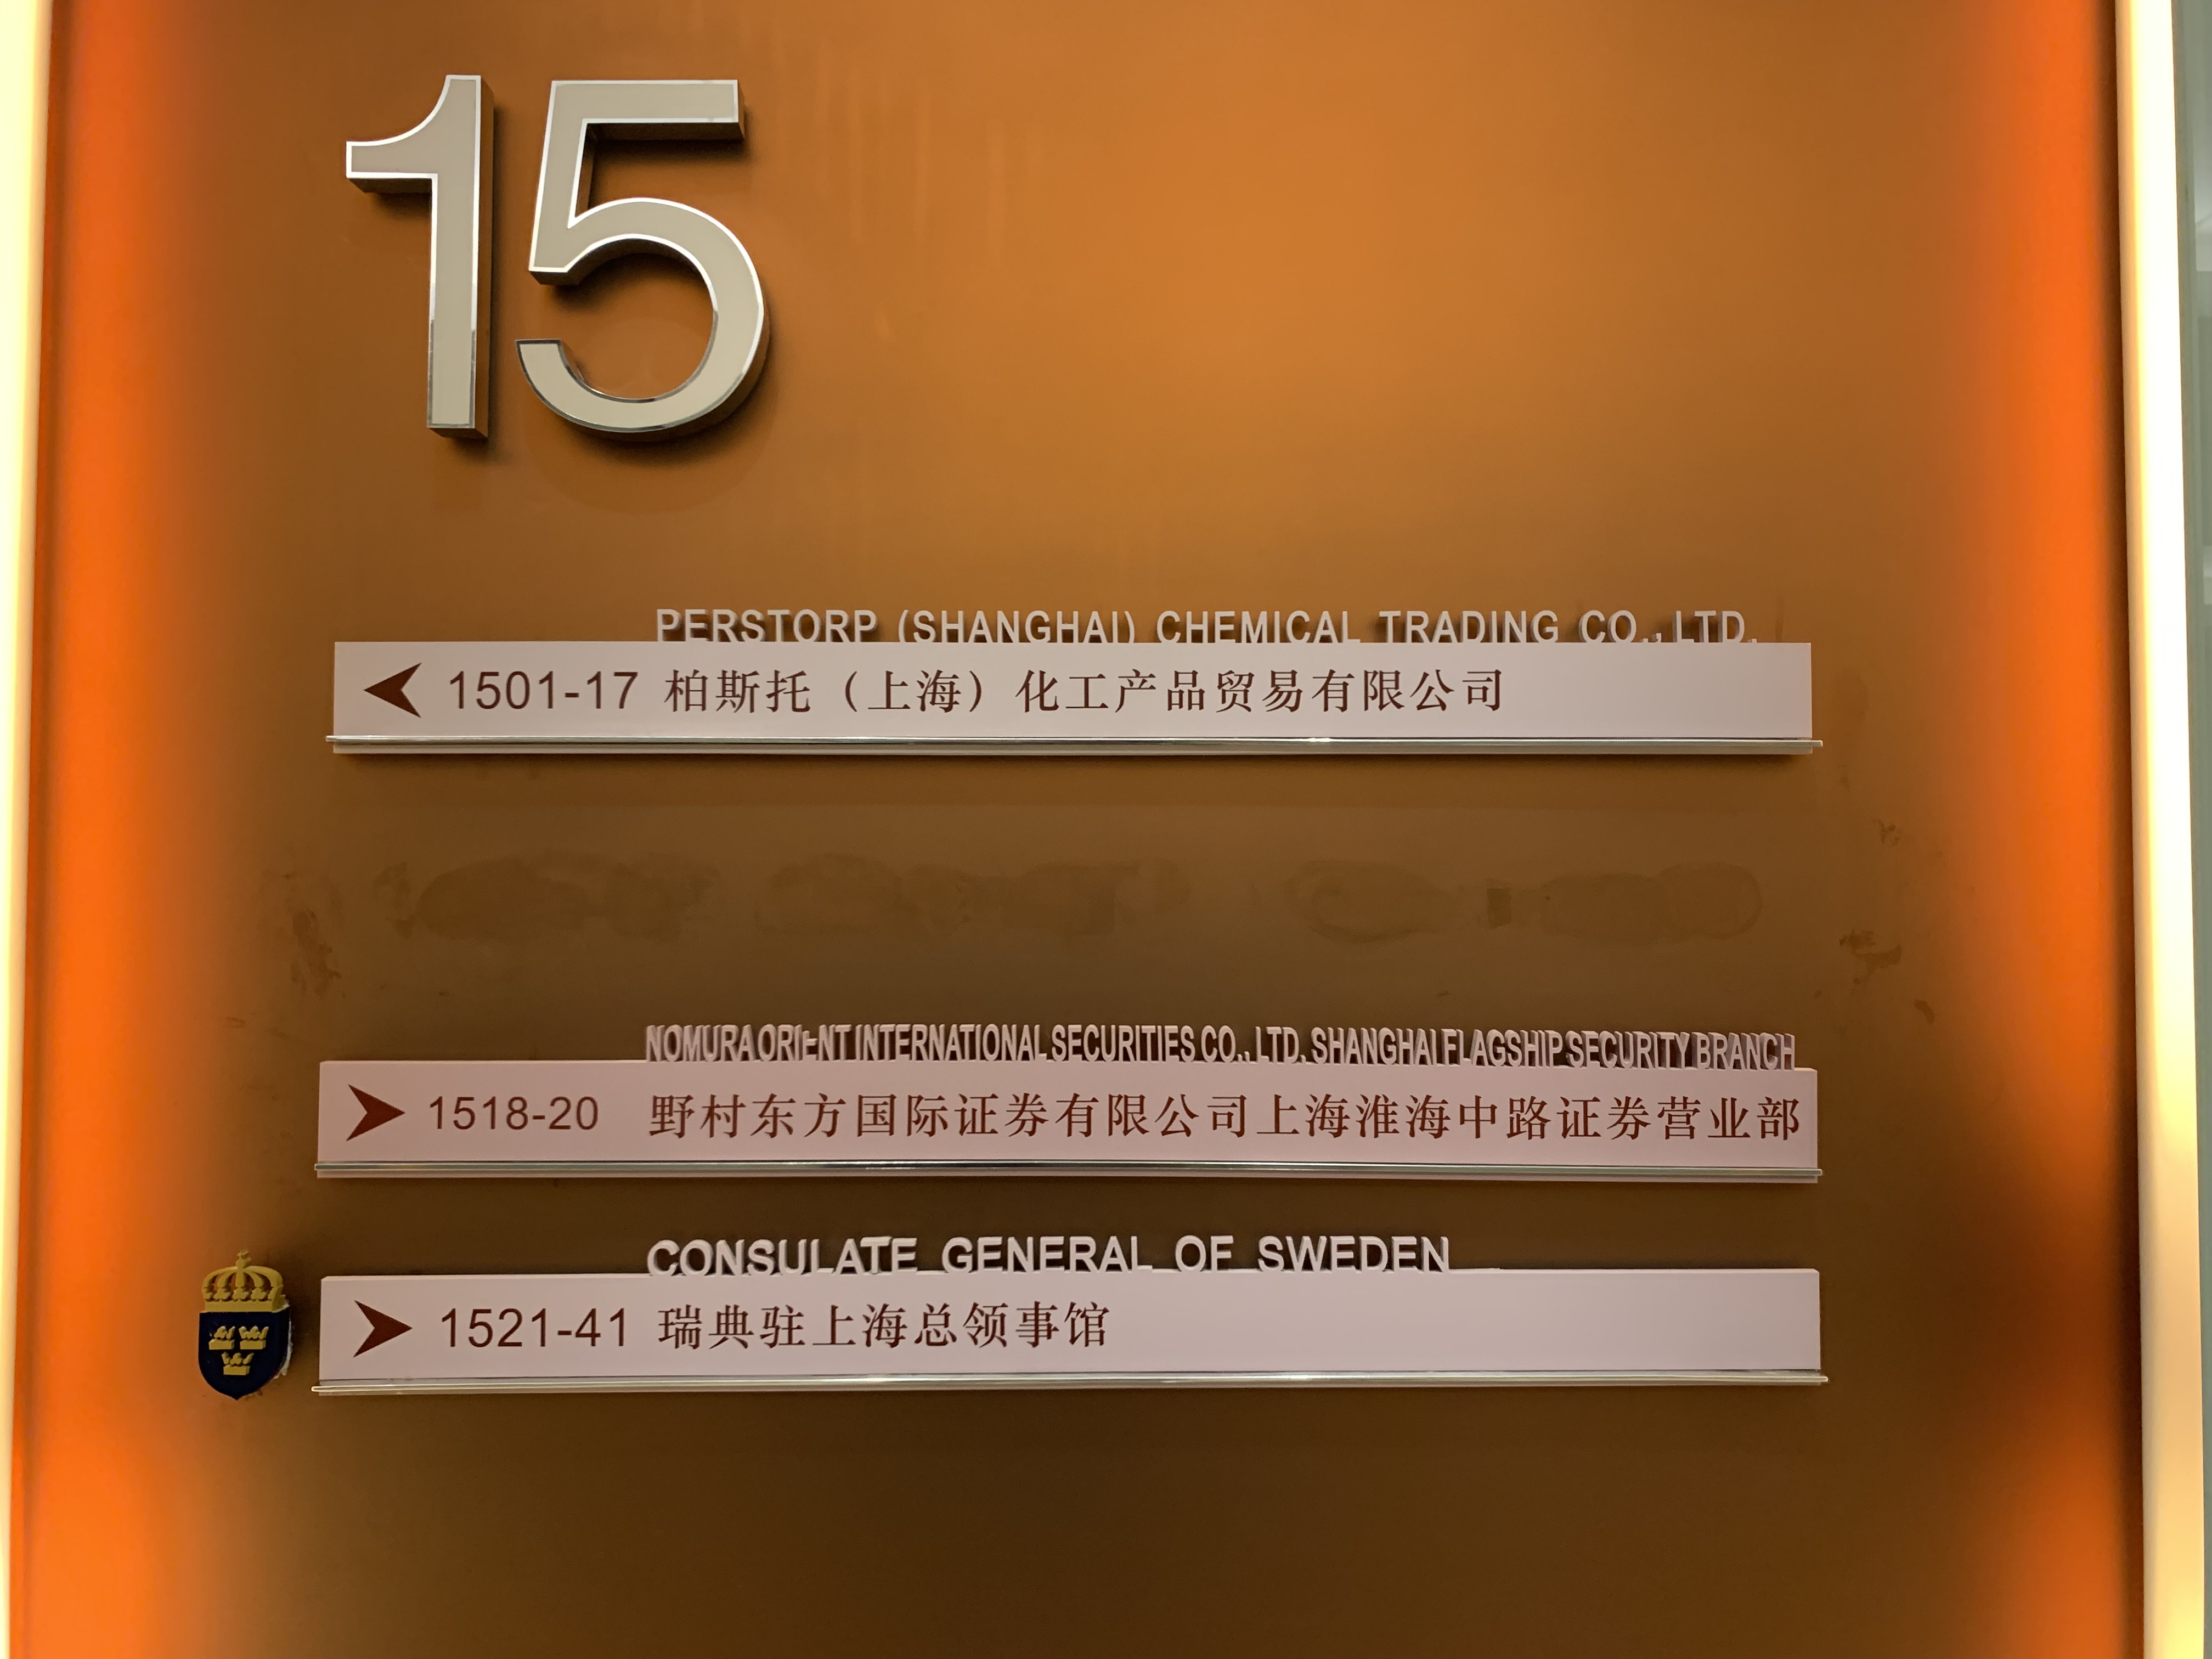 15
PERSTORP (SHANGHAI) CHEMICAL TRADING CO., LTD.
1501-17 柏斯托（上海）化工产品贸易有限公司
NOMURA ORIENT INTERNATIONAL SECURITIES CO., LTD. SHANGHAI FLAGSHIP SECURITY BRANCH
1518-20 野村东方国际证券有限公司上海淮海中路证券营业部
CONSULATE GENERAL OF SWEDEN
1521-41 瑞典驻上海总领事馆